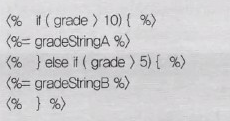 <% if ( grade > 10) { %>
<%= gradeStringA %>
<% } else if ( grade > 5) { %>
<%= gradeStringB %>
<% } %>